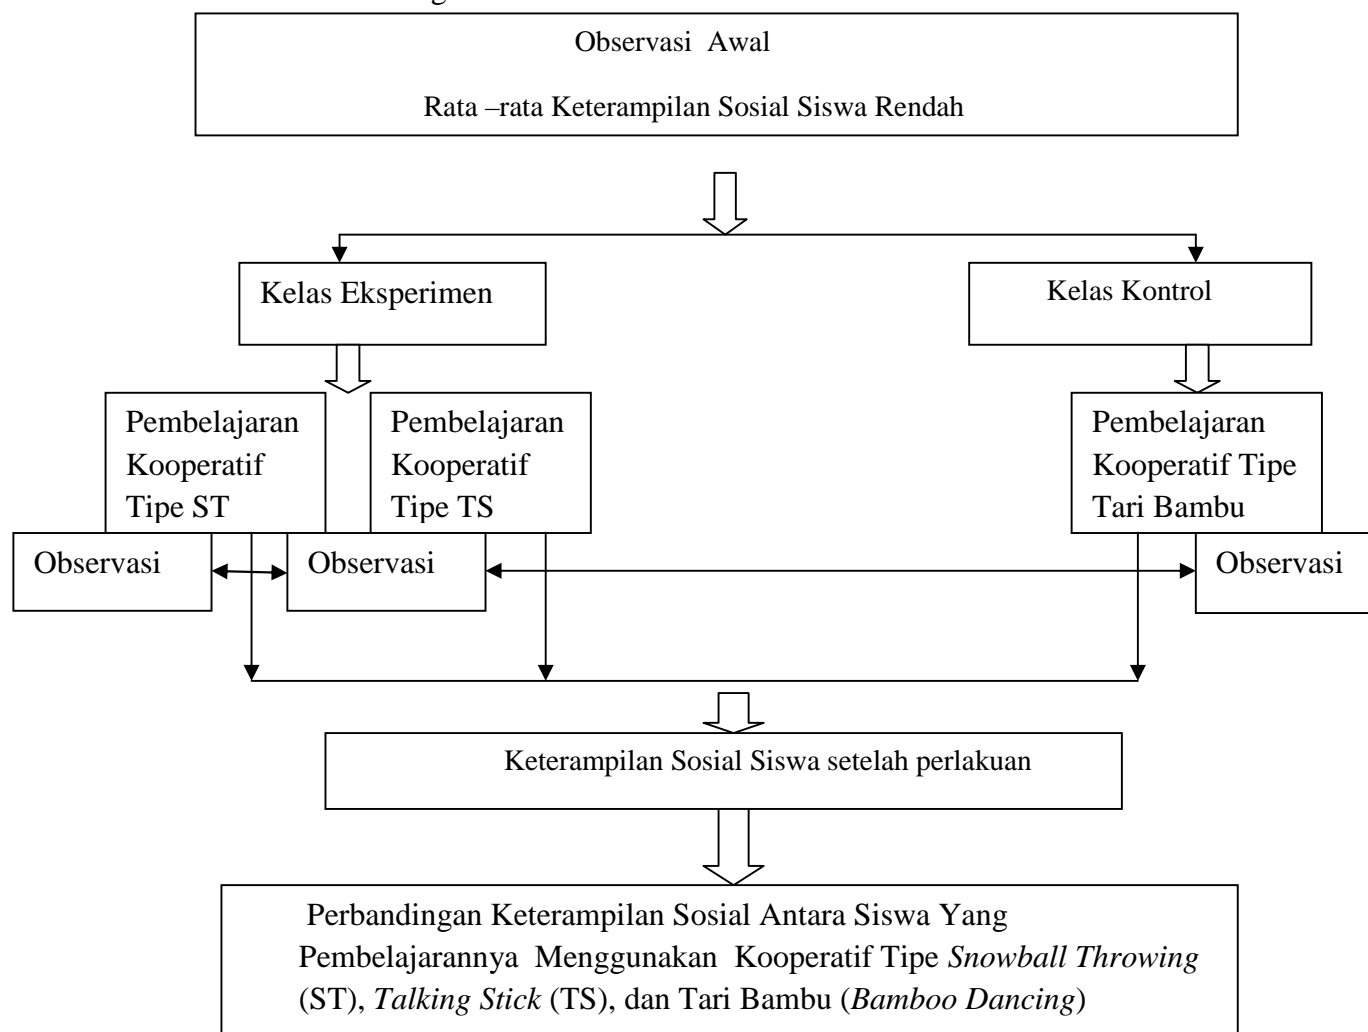 Observasi Awal
Rata –rata Keterampilan Sosial Siswa Rendah
Kelas Eksperimen
Kelas Kontrol
Pembelajaran
Kooperatif
Tipe ST
Pembelajaran
Kooperatif
Tipe TS
Pembelajaran
Kooperatif Tipe
Tari Bambu
Observasi
Observasi
Observasi
Keterampilan Sosial Siswa setelah perlakuan
Perbandingan Keterampilan Sosial Antara Siswa Yang
Pembelajarannya Menggunakan Kooperatif Tipe Snowball Throwing
(ST), Talking Stick (TS), dan Tari Bambu (Bamboo Dancing)